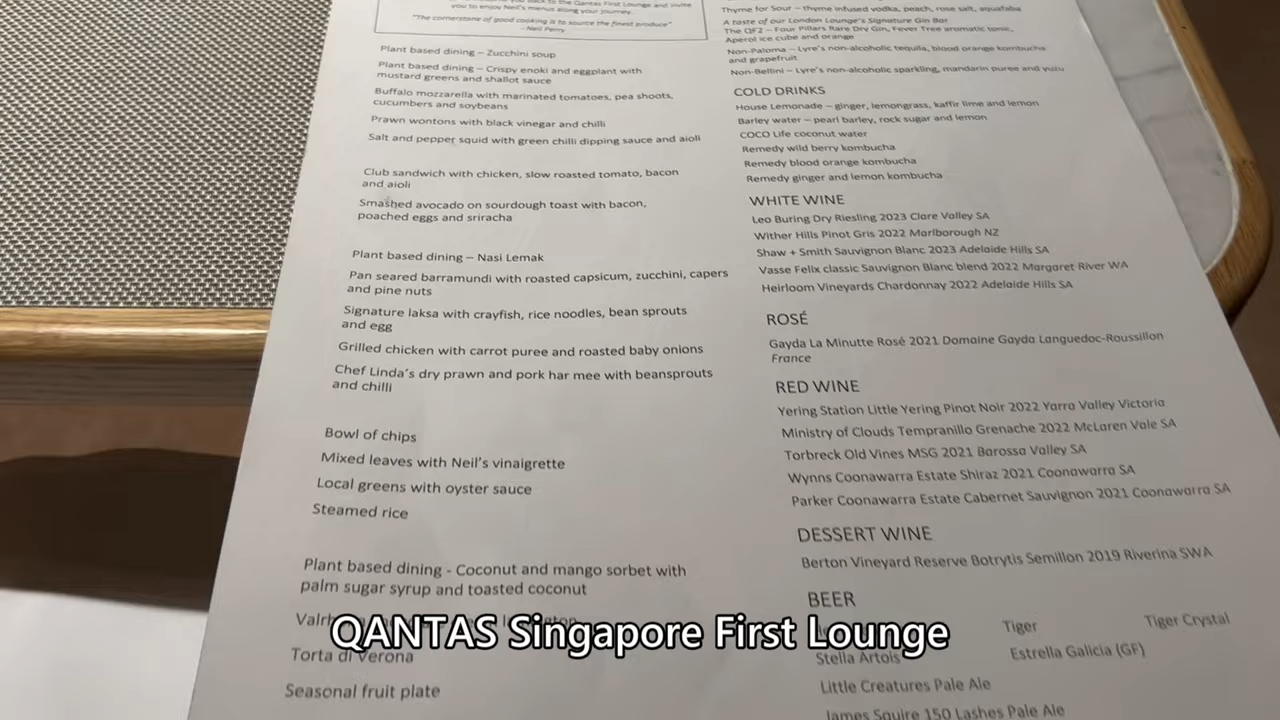 you to enjoy Neil's menus along your journey.
"The cornerstone of good cooking is to source the finest produce"
- Neil Perry
Plant based dining – Zucchini soup
Plant based dining – Crispy enoki and eggplant with
mustard greens and shallot sauce
Buffalo mozzarella with marinated tomatoes, pea shoots,
cucumbers and soybeans
Prawn wontons with black vinegar and chilli
Salt and pepper squid with green chilli dipping sauce and aioli
Club sandwich with chicken, slow roasted tomato, bacon
and aioli
Smashed avocado on sourdough toast with bacon,
poached eggs and sriracha
Plant based dining – Nasi Lemak
Pan seared barramundi with roasted capsicum, zucchini, capers
and pine nuts
Signature laksa with crayfish, rice noodles, bean sprouts
and egg
Grilled chicken with carrot puree and roasted baby onions
Chef Linda's dry prawn and pork har mee with beansprouts
and chilli
Bowl of chips
Mixed leaves with Neil's vinaigrette
Local greens with oyster sauce
Steamed rice
Plant based dining - Coconut and mango sorbet with
palm sugar syrup and toasted coconut
Torta di Verona
Seasonal fruit plate
Thyme for Sour – thyme infused vodka, peach, rose salt, aquafaba
A taste of our London Lounge's Signature Gin Bar
The QF2 – Four Pillars Rare Dry Gin, Fever Tree aromatic tonic,
Aperol ice cube and orange
Non-Paloma – Lyre's non-alcoholic tequila, blood orange kombucha
and grapefruit
Non-Bellini – Lyre's non-alcoholic sparkling, mandarin puree and yuzu
COLD DRINKS
House Lemonade – ginger, lemongrass, kaffir lime and lemon
Barley water – pearl barley, rock sugar and lemon
COCO Life coconut water
Remedy wild berry kombucha
Remedy blood orange kombucha
Remedy ginger and lemon kombucha
WHITE WINE
Leo Buring Dry Riesling 2023 Clare Valley SA
Wither Hills Pinot Gris 2022 Marlborough NZ
Shaw + Smith Sauvignon Blanc 2023 Adelaide Hills SA
Vasse Felix classic Sauvignon Blanc blend 2022 Margaret River WA
Heirloom Vineyards Chardonnay 2022 Adelaide Hills SA
ROSÉ
Gayda La Minutte Rosé 2021 Domaine Gayda Languedoc-Roussillon
France
RED WINE
Yering Station Little Yering Pinot Noir 2022 Yarra Valley Victoria
Ministry of Clouds Tempranillo Grenache 2022 McLaren Vale SA
Torbreck Old Vines MSG 2021 Barossa Valley SA
Wynns Coonawarra Estate Shiraz 2021 Coonawarra SA
Parker Coonawarra Estate Cabernet Sauvignon 2021 Coonawarra SA
DESSERT WINE
Berton Vineyard Reserve Botrytis Semillon 2019 Riverina SWA
BEER
Tiger Tiger Crystal
Stella Artois Estrella Galicia (GF)
Little Creatures Pale Ale
James Squire 150 Lashes Pale Ale
QANTAS Singapore First Lounge